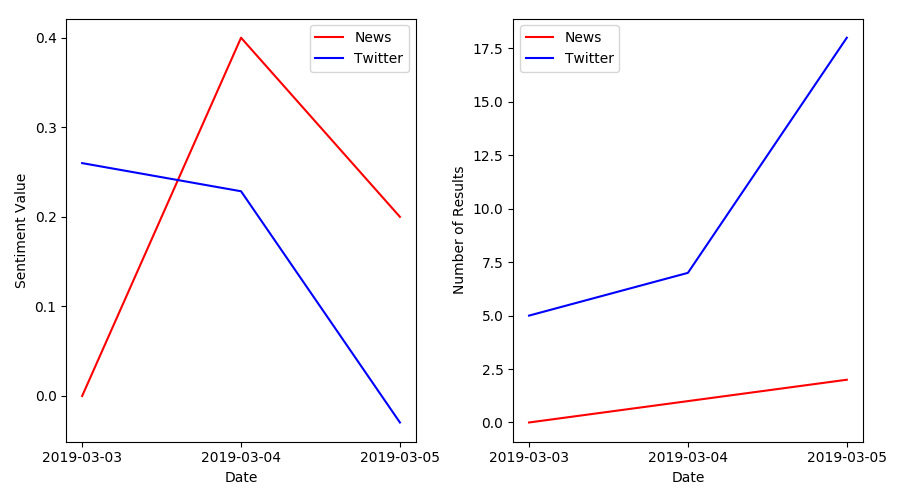 0.4
0.3
0.2
0.1
0.0
Sentiment Value
News
Twitter
2019-03-03 2019-03-04 2019-03-05
Date
17.5
15.0
12.5
10.0
7.5
5.0
2.5
0.0
Number of Results
News
Twitter
2019-03-03 2019-03-04 2019-03-05
Date